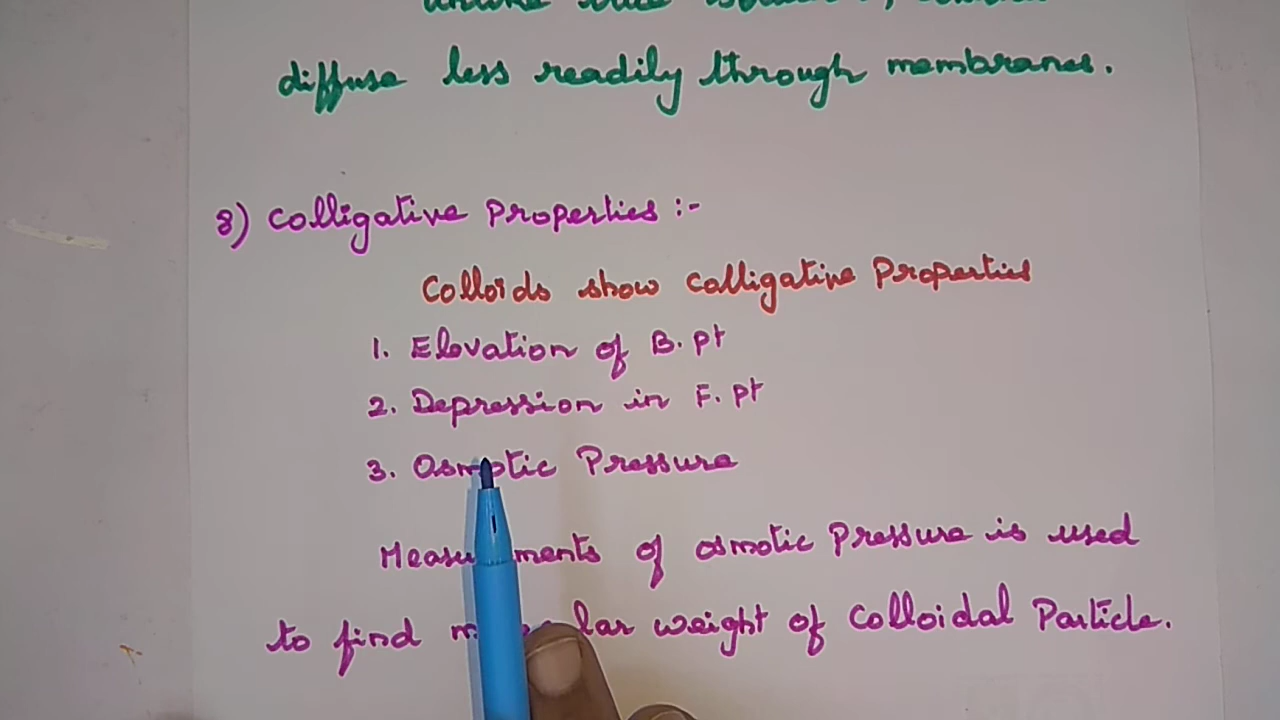 diffuse less readily through membranes.
8) Colligative Properties :-
Colloids show Colligative Properties
1. Elevation of B.pt
2. Depression in F.pt
3. Osmotic Pressure
Measurements of osmotic Pressure is used
to find weight of Colloidal Particle.